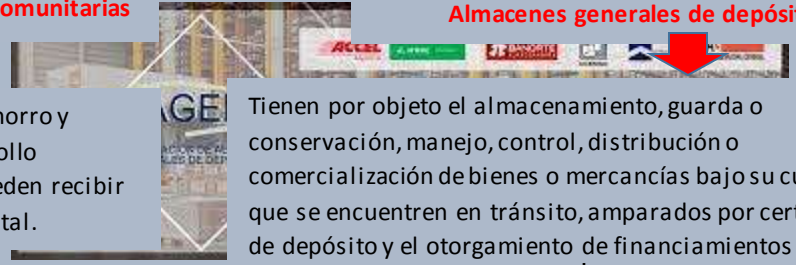 omunitarias
Almacenes generales de depósit
ACCEL
BANORTE
AGE
horro y
ollo
eden recibir
tal.
Tienen por objeto el almacenamiento, guarda o
conservación, manejo, control, distribución o
comercialización de bienes o mercancías bajo su cu
que se encuentren en tránsito, amparados por cert
de depósito y el otorgamiento de financiamientos